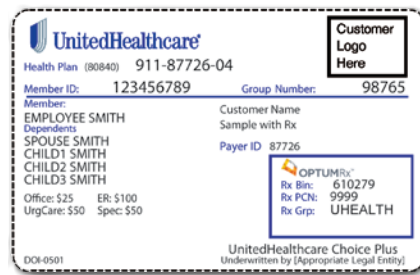 UnitedHealthcare®
Customer
Logo
Here
Health Plan (80840) 911-87726-04
Member ID: 123456789 Group Number: 98765
Member:
EMPLOYEE SMITH
Dependents
SPOUSE SMITH
CHILD1 SMITH
CHILD2 SMITH
CHILD3 SMITH
Office: $25 ER: $100
UrgCare: $50 Spec: $50
Customer Name
Sample with Rx
Payer ID 87726
OPTUMRx™
Rx Bin: 610279
Rx PCN: 9999
Rx Grp: UHEALTH
DOI-0501
UnitedHealthcare Choice Plus
Underwritten by [Appropriate Legal Entity]